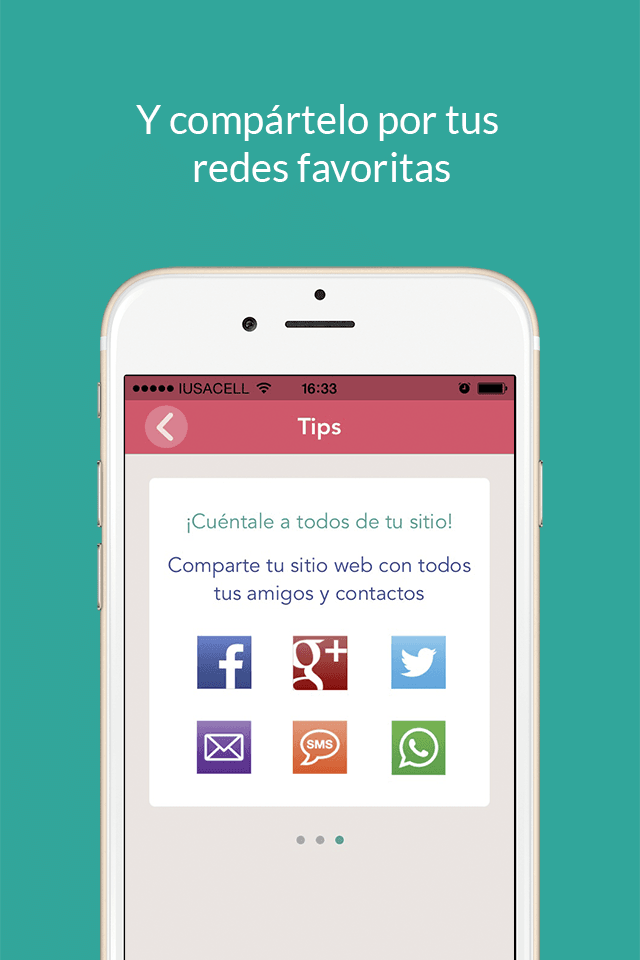 Y compártelo por tus
redes favoritas
IUSACELL 16:33
Tips
¡Cuéntale a todos de tu sitio!
Comparte tu sitio web con todos
tus amigos y contactos
f g+
SMS